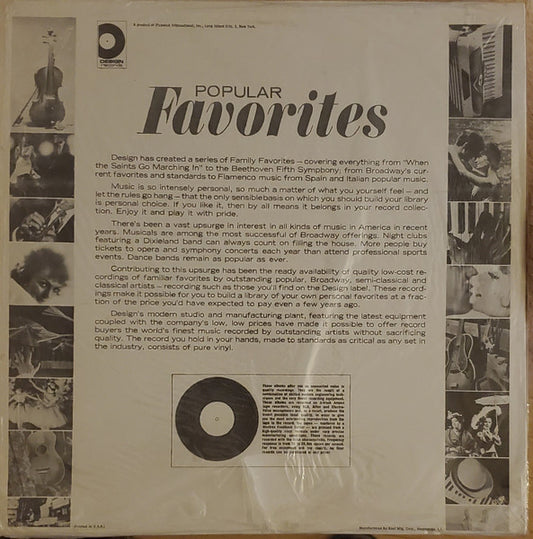 A product of Pickwick International, Inc., Long Island City, 1, New York.
DESIGN
records
POPULAR
Favorites
Design has created a series of Family Favorites — covering everything from "When
the Saints Go Marching In" to the Beethoven Fifth Symphony; from Broadway's cur-
rent favorites and standards to Flamenco music from Spain and Italian popular music.
Music is so intensely personal, so much a matter of what you yourself feel — and
let the rules go hang — that the only sensiblebasis on which you should build your library
is personal choice. If you like it, then by all means it belongs in your record collec-
tion. Enjoy it and play it with pride.
There's been a vast upsurge in interest in all kinds of music in America in recent
years. Musicals are among the most successful of Broadway offerings. Night clubs
featuring a Dixieland band can always count on filling the house. More people buy
tickets to opera and symphony concerts each year than attend professional sports
events. Dance bands remain as popular as ever.
Contributing to this upsurge has been the ready availability of quality low-cost re-
cordings of familiar favorites by outstanding popular, Broadway, semi-classical and
classical artists — recording such as those you'll find on the Design label. These record-
ings make it possible for you to build a library of your own personal favorites at a frac-
tion of the price you'd have expected to pay even a few years ago.
Design's modern studio and manufacturing plant, featuring the latest equipment
coupled with the company's low, low prices have made it possible to offer record
buyers the world's finest music recorded by outstanding artists without sacrificing
quality. The record you hold in your hands, made to standards as critical as any set in
the industry, consists of pure vinyl.
Printed in U.S.A.